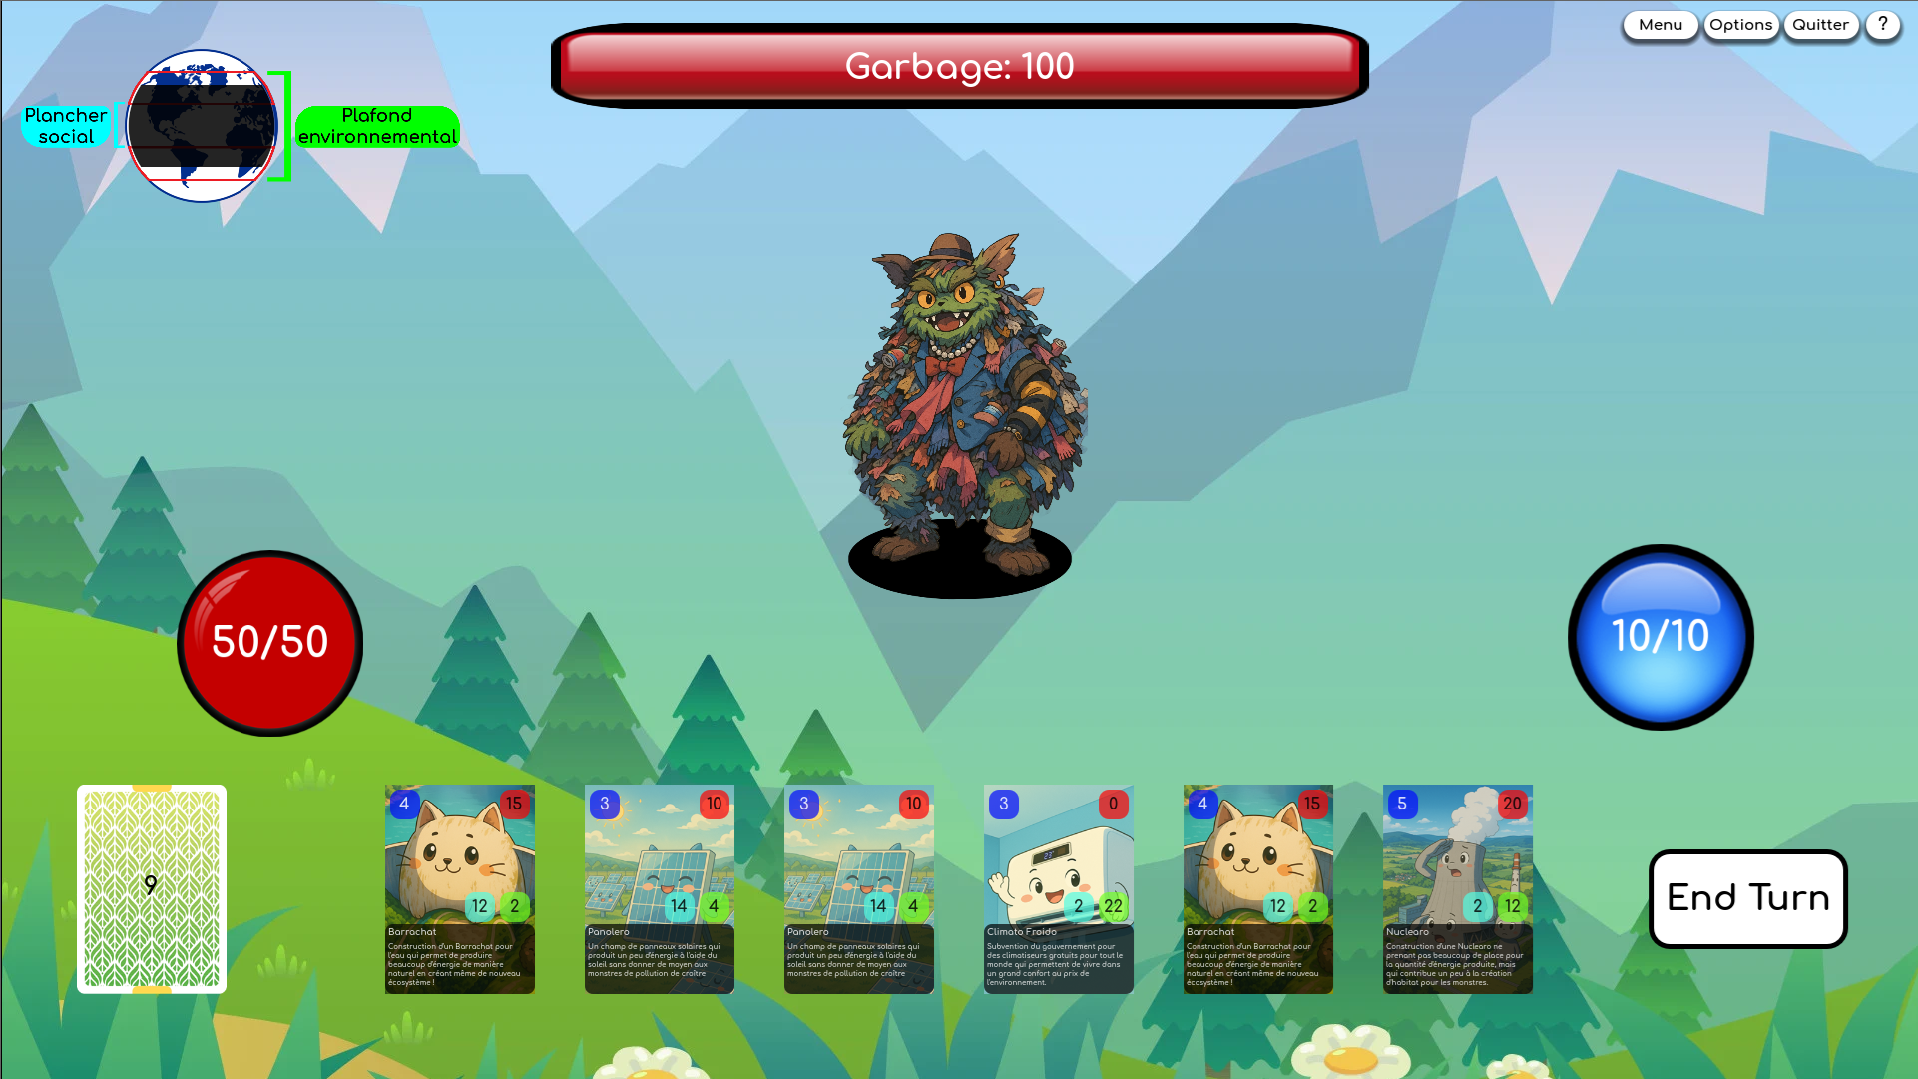 Menu
Options
Quitter
?
Garbage: 100
Plancher
social
Plafond
environnemental
50/50
10/10
9
4
15
12
2
Barrachat
Construction d'un Barrachat pour
l'eau qui permet de produire
beaucoup d'énergie de manière
naturel en créant même de nouveau
écosystème !
3
10
14
4
Panolero
Un champ de panneaux solaires qui
produit un peu d'énergie à l'aide du
soleil sans donner de moyen aux
monstres de pollution de croître
3
10
14
4
Panolero
Un champ de panneaux solaires qui
produit un peu d'énergie à l'aide du
soleil sans donner de moyen aux
monstres de pollution de croître
3
0
2
22
Climato Froido
Subvention du gouvernement pour
des climatiseurs gratuits pour tout le
monde qui permettent de vivre dans
un grand confort au prix de
l'environnement.
4
15
12
2
Barrachat
Construction d'un Barrachat pour
l'eau qui permet de produire
beaucoup d'énergie de manière
naturel en créant même de nouveau
écosystème !
5
20
2
12
Nuclearo
Construction d'une Nuclearo ne
prenant pas beaucoup de place pour
la quantité d'énergie produite, mais
qui contribue un peu à la création
d'habitat pour les monstres.
End Turn